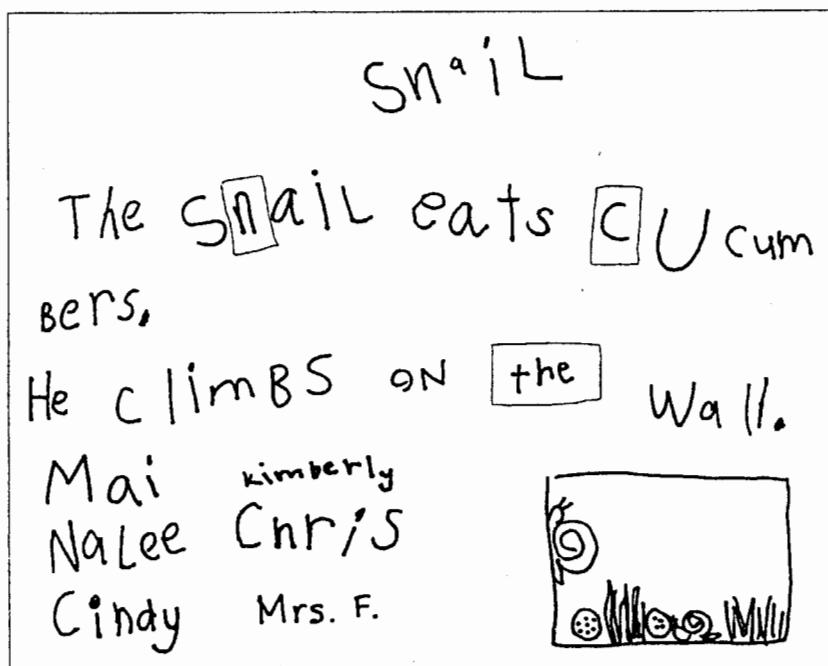 SnaiL
The SnaiL eats CUcum
Bers.
He climBS oN the Wall.
Mai kimberly
NaLee Chris
Cindy Mrs. F.